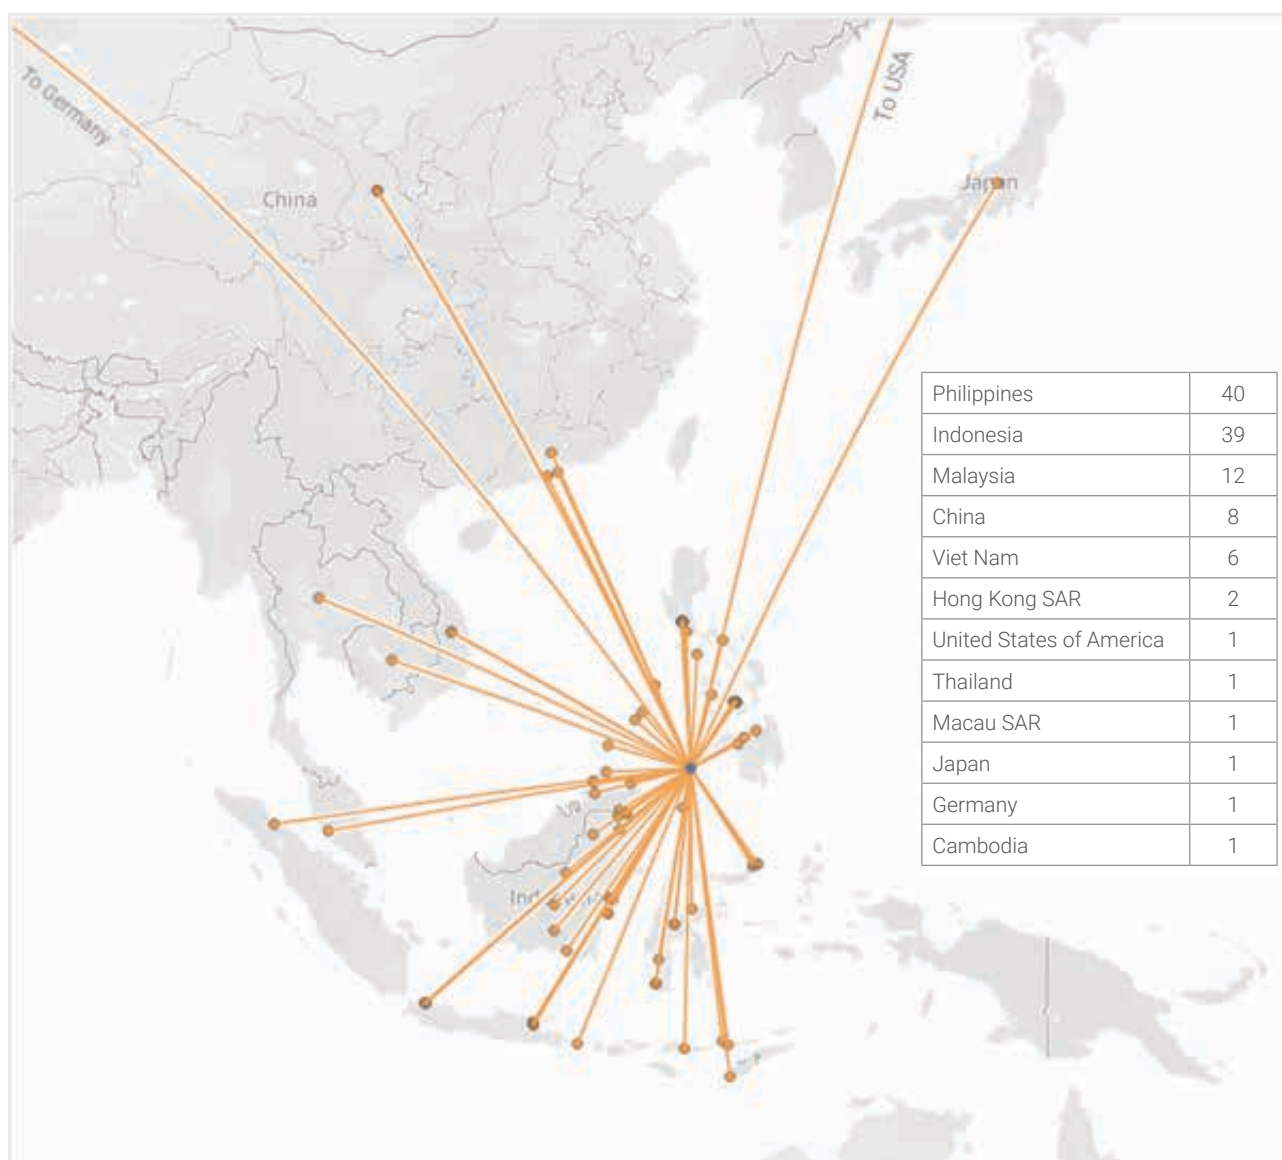 To Germany
To USA
China
Japan
Philippines 40
Indonesia 39
Malaysia 12
China 8
Viet Nam 6
Hong Kong SAR 2
United States of America 1
Thailand 1
Macau SAR 1
Japan 1
Germany 1
Cambodia 1